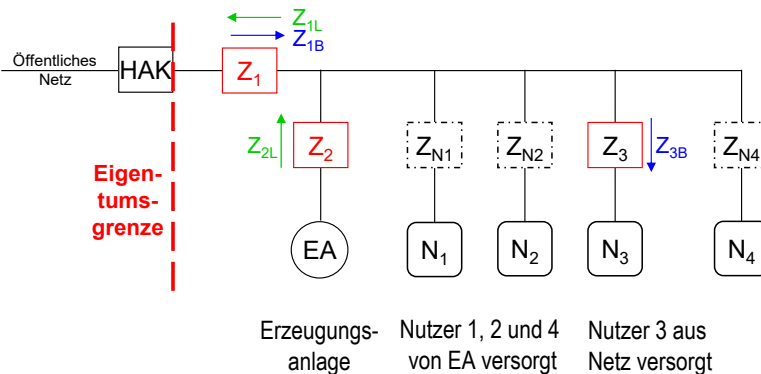 Z1L
Z1B
Öffentliches
Netz
HAK
Z1
Z2L
Z2
ZN1
ZN2
Z3
Z3B
ZN4
Eigen-
tums-
grenze
EA
N1
N2
N3
N4
Erzeugungs-
anlage
Nutzer 1, 2 und 4
von EA versorgt
Nutzer 3 aus
Netz versorgt